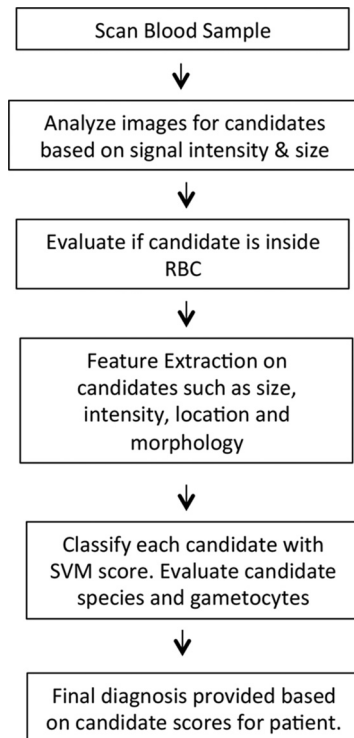 Scan Blood Sample
Analyze images for candidates
based on signal intensity & size
Evaluate if candidate is inside
RBC
Feature Extraction on
candidates such as size,
intensity, location and
morphology
Classify each candidate with
SVM score. Evaluate candidate
species and gametocytes
Final diagnosis provided based
on candidate scores for patient.